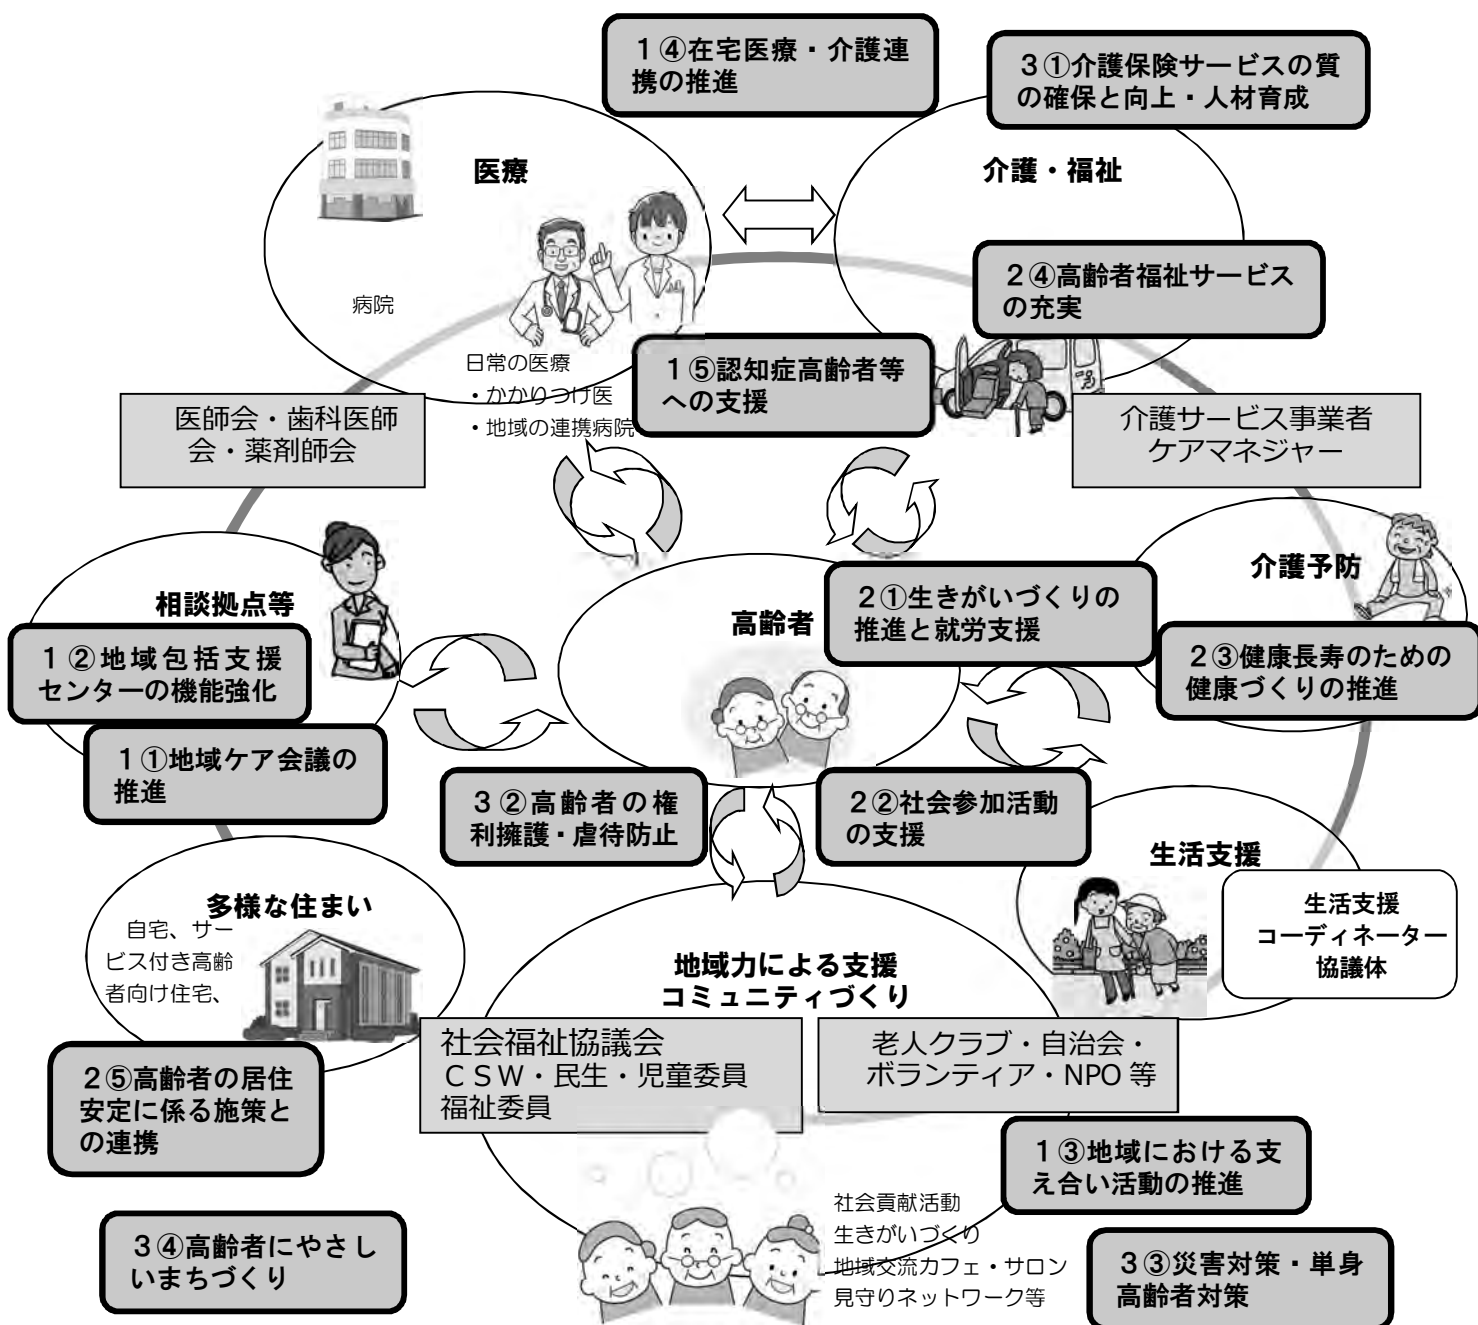 1④在宅医療・介護連
携の推進
3①介護保険サービスの質
の確保と向上・人材育成
医療
介護・福祉
病院
2④高齢者福祉サービス
の充実
日常の医療
・かかりつけ医
・地域の連携病院
1⑤認知症高齢者等
への支援
医師会・歯科医師
会・薬剤師会
介護サービス事業者
ケアマネジャー
相談拠点等
1②地域包括支援
センターの機能強化
1①地域ケア会議の
推進
高齢者
2①生きがいづくりの
推進と就労支援
介護予防
2③健康長寿のための
健康づくりの推進
3②高齢者の権
利擁護・虐待防止
2②社会参加活動
の支援
生活支援
生活支援
コーディネーター
協議体
多様な住まい
自宅、サー
ビス付き高齢
者向け住宅、
地域力による支援
コミュニティづくり
社会福祉協議会
ＣＳＷ・民生・児童委員
福祉委員
老人クラブ・自治会・
ボランティア・NPO 等
2⑤高齢者の居住
安定に係る施策と
の連携
1③地域における支
え合い活動の推進
社会貢献活動
生きがいづくり
地域交流カフェ・サロン
見守りネットワーク等
3④高齢者にやさし
いまちづくり
3③災害対策・単身
高齢者対策